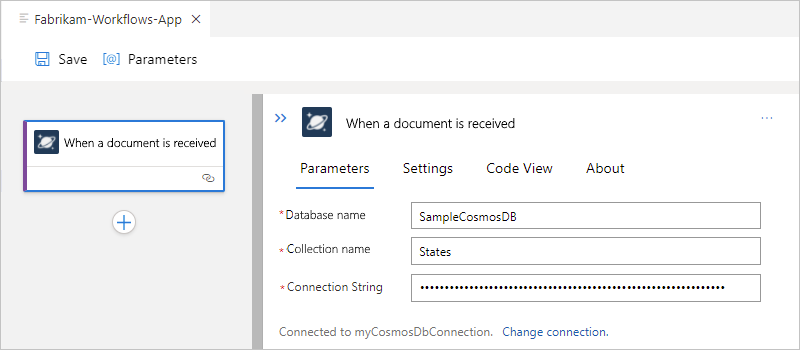 Fabrikam-Workflows-App
Save [@] Parameters
When a document is received
When a document is received
Parameters Settings Code View About
*Database name SampleCosmosDB
*Collection name States
*Connection String ••••••••••••••••••••••••••••••••••••••••••••••••••••••••••••••
Connected to myCosmosDbConnection. Change connection.